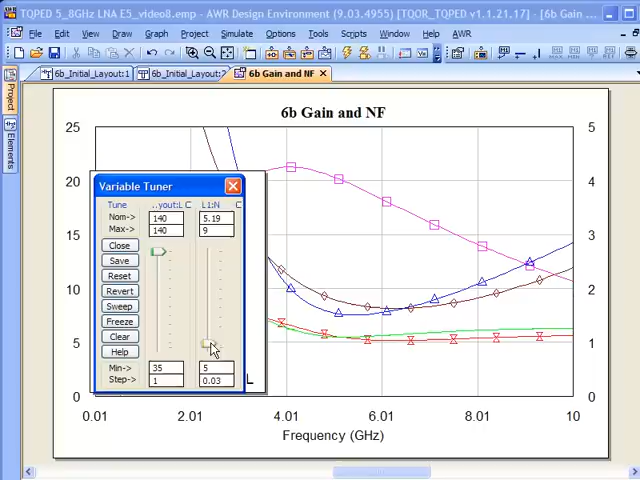 TQPED 5_8GHz LNA E5_video8.emp - AWR Design Environment (9.03.4955) [TQOR_TQPED v1.1.21.17] - [6b Gain and NF]
File Edit View Draw Graph Project Simulate Options Tools Scripts Window Help AWR
6b_Initial_Layout:1
6b_Initial_Layout:2
6b Gain and NF
Project
Elements
6b Gain and NF
25
20
15
10
5
0
5
4
3
2
1
0
0.01 4.01 6.01 8.01 10
Frequency (GHz)
Variable Tuner
Tune ..yout:L C L1:N C
Nom-> 140 5.19
Max-> 140 9
Close
Save
Reset
Revert
Sweep
Freeze
Clear
Help
Min-> 35 5
Step-> 1 0.03
L